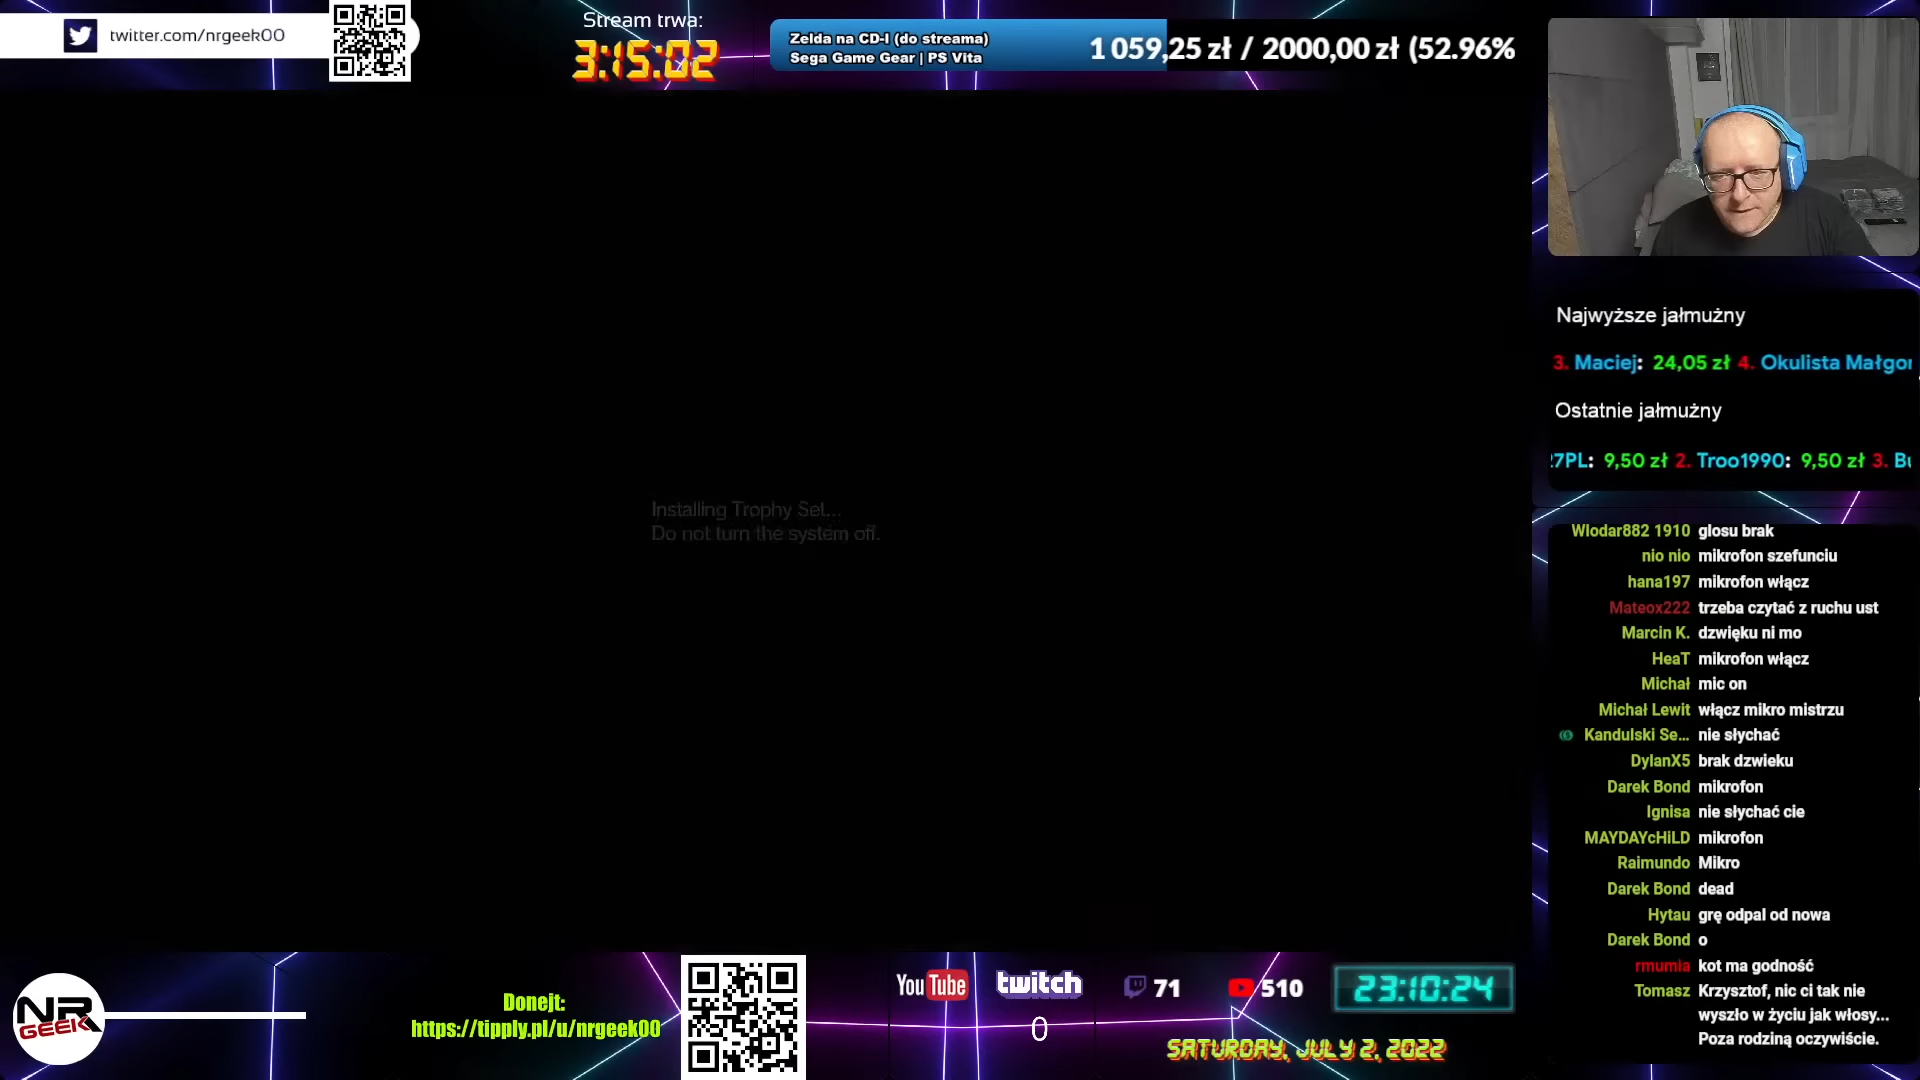 twitter.com/nrgeek00
Stream trwa:
3:15:02
Zelda na CD-I (do streama)
Sega Game Gear | PS Vita
1 059,25 zł / 2000,00 zł (52.96%
Najwyższe jałmużny
3. Maciej: 24,05 zł 4. Okulista Małgor
Ostatnie jałmużny
27PL: 9,50 zł 2. Troo1990: 9,50 zł 3. Bu
Installing Trophy Set...
Do not turn the system off.
Wlodar882 1910 glosu brak
nio nio mikrofon szefunciu
hana197 mikrofon włącz
Mateox222 trzeba czytać z ruchu ust
Marcin K. dzwięku ni mo
HeaT mikrofon włącz
Michał mic on
Michał Lewit włącz mikro mistrzu
Kandulski Se... nie słychać
DylanX5 brak dzwieku
Darek Bond mikrofon
Ignisa nie słychać cie
MAYDAYcHiLD mikrofon
Raimundo Mikro
Darek Bond dead
Hytau grę odpal od nowa
Darek Bond o
rmumia kot ma godność
Tomasz Krzysztof, nic ci tak nie
wyszło w życiu jak włosy...
Poza rodziną oczywiście.
NR
GEEK
Donejt:
https://tipply.pl/u/nrgeek00
YouTube
twitch
0
71
510
23:10:24
SATURDAY, JULY 2, 2022